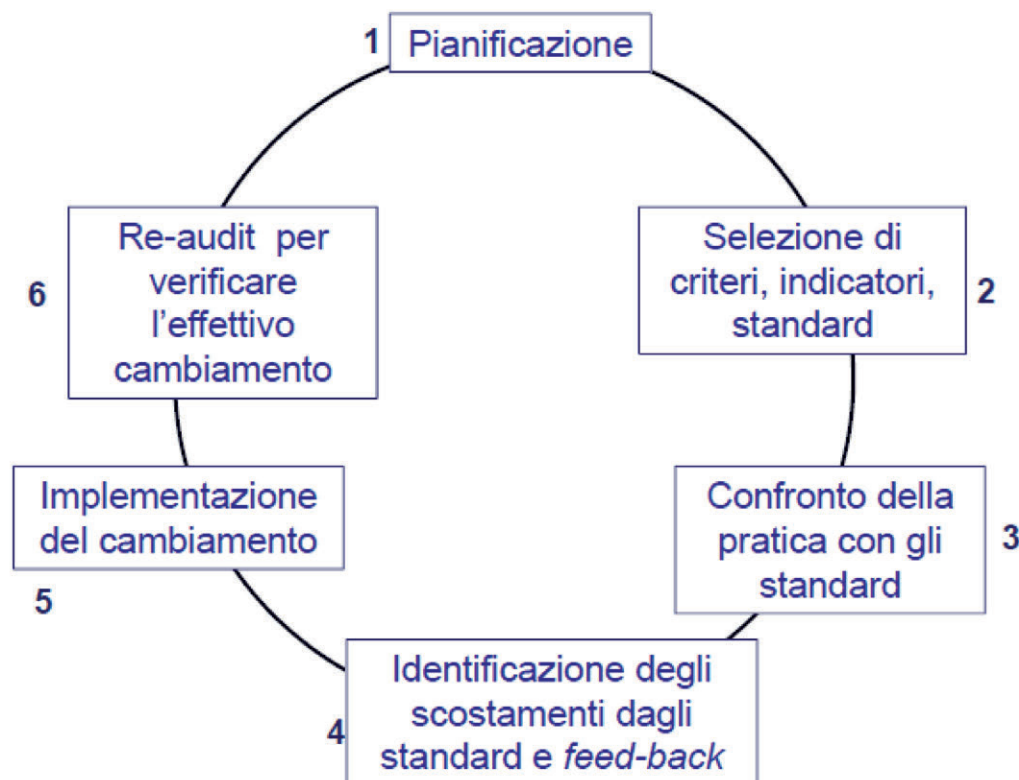 1 Pianificazione
Selezione di
criteri, indicatori,
standard
2
Confronto della
pratica con gli
standard
3
Identificazione degli
scostamenti dagli
standard e feed-back
4
Implementazione
del cambiamento
5
Re-audit per
verificare
l'effettivo
cambiamento
6